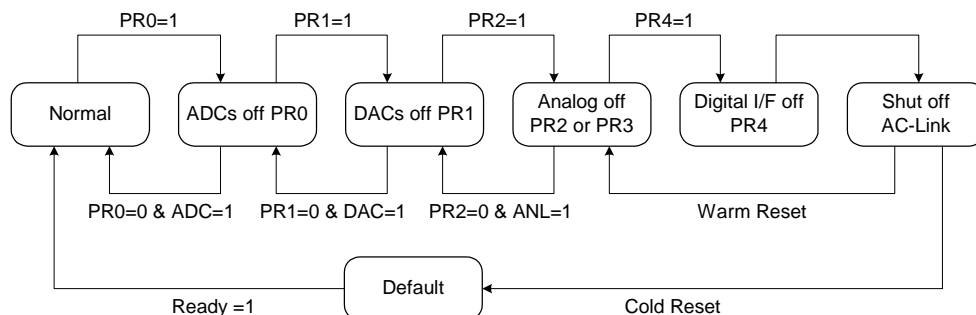 PR0=1
PR1=1
PR2=1
PR4=1
Normal
ADCs off PR0
DACs off PR1
Analog off
PR2 or PR3
Digital I/F off
PR4
Shut off
AC-Link
PR0=0 & ADC=1
PR1=0 & DAC=1
PR2=0 & ANL=1
Warm Reset
Default
Ready =1
Cold Reset